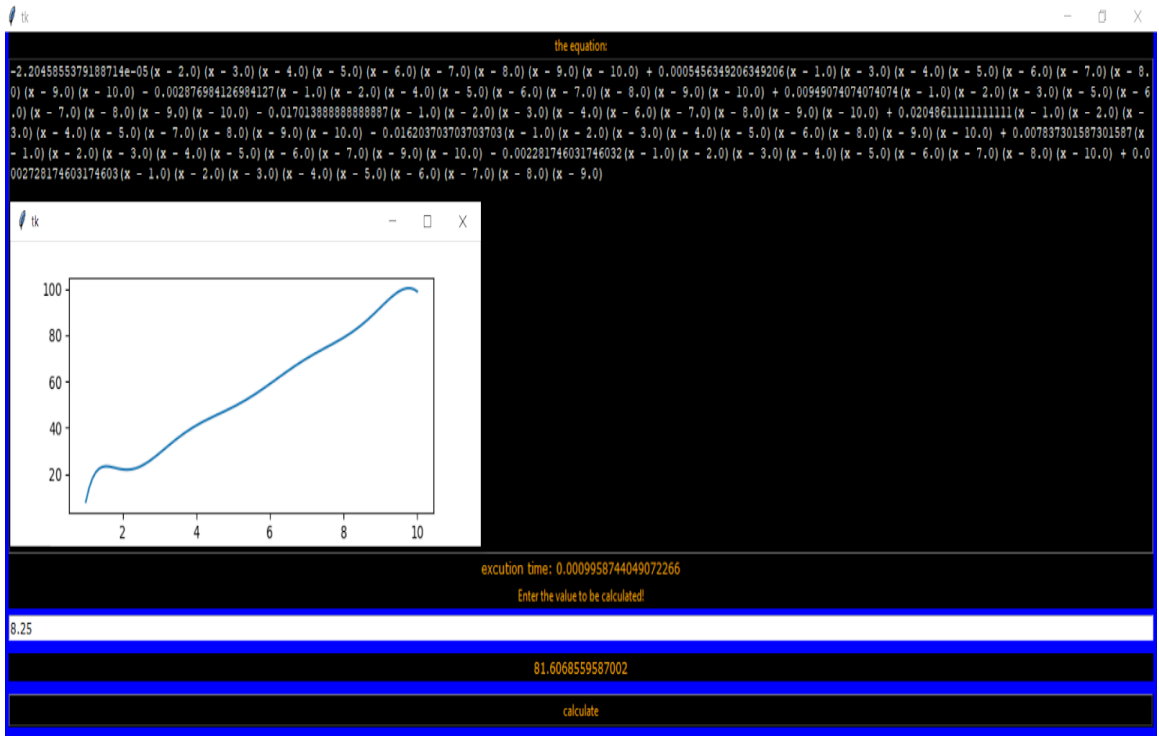 tk
the equation:
-2.2045855379188714e-05(x - 2.0)(x - 3.0)(x - 4.0)(x - 5.0)(x - 6.0)(x - 7.0)(x - 8.0)(x - 9.0)(x - 10.0) + 0.0005456349206349206(x - 1.0)(x - 3.0)(x - 4.0)(x - 5.0)(x - 6.0)(x - 7.0)(x - 8.
0)(x - 9.0)(x - 10.0) - 0.002876984126984127(x - 1.0)(x - 2.0)(x - 4.0)(x - 5.0)(x - 6.0)(x - 7.0)(x - 8.0)(x - 9.0)(x - 10.0) + 0.00949074074074074(x - 1.0)(x - 2.0)(x - 3.0)(x - 5.0)(x - 6
.0)(x - 7.0)(x - 8.0)(x - 9.0)(x - 10.0) - 0.017013888888888887(x - 1.0)(x - 2.0)(x - 3.0)(x - 4.0)(x - 6.0)(x - 7.0)(x - 8.0)(x - 9.0)(x - 10.0) + 0.02048611111111111(x - 1.0)(x - 2.0)(x -
3.0)(x - 4.0)(x - 5.0)(x - 7.0)(x - 8.0)(x - 9.0)(x - 10.0) - 0.016203703703703703(x - 1.0)(x - 2.0)(x - 3.0)(x - 4.0)(x - 5.0)(x - 6.0)(x - 8.0)(x - 9.0)(x - 10.0) + 0.007837301587301587(x
- 1.0)(x - 2.0)(x - 3.0)(x - 4.0)(x - 5.0)(x - 6.0)(x - 7.0)(x - 9.0)(x - 10.0) - 0.002281746031746032(x - 1.0)(x - 2.0)(x - 3.0)(x - 4.0)(x - 5.0)(x - 6.0)(x - 7.0)(x - 8.0)(x - 10.0) + 0.0
002728174603174603(x - 1.0)(x - 2.0)(x - 3.0)(x - 4.0)(x - 5.0)(x - 6.0)(x - 7.0)(x - 8.0)(x - 9.0)
tk
100
80
60
40
20
2 4 6 8 10
excution time: 0.0009958744049072266
Enter the value to be calculated!
8.25
81.6068559587002
calculate